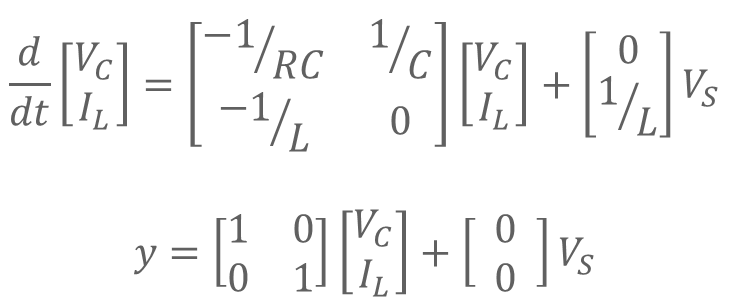 d/dt [V_C I_L] = [−1/RC 1/C −1/L 0] [V_C I_L] + [0 1/L] V_S
y = [1 0 0 1] [V_C I_L] + [0 0] V_S